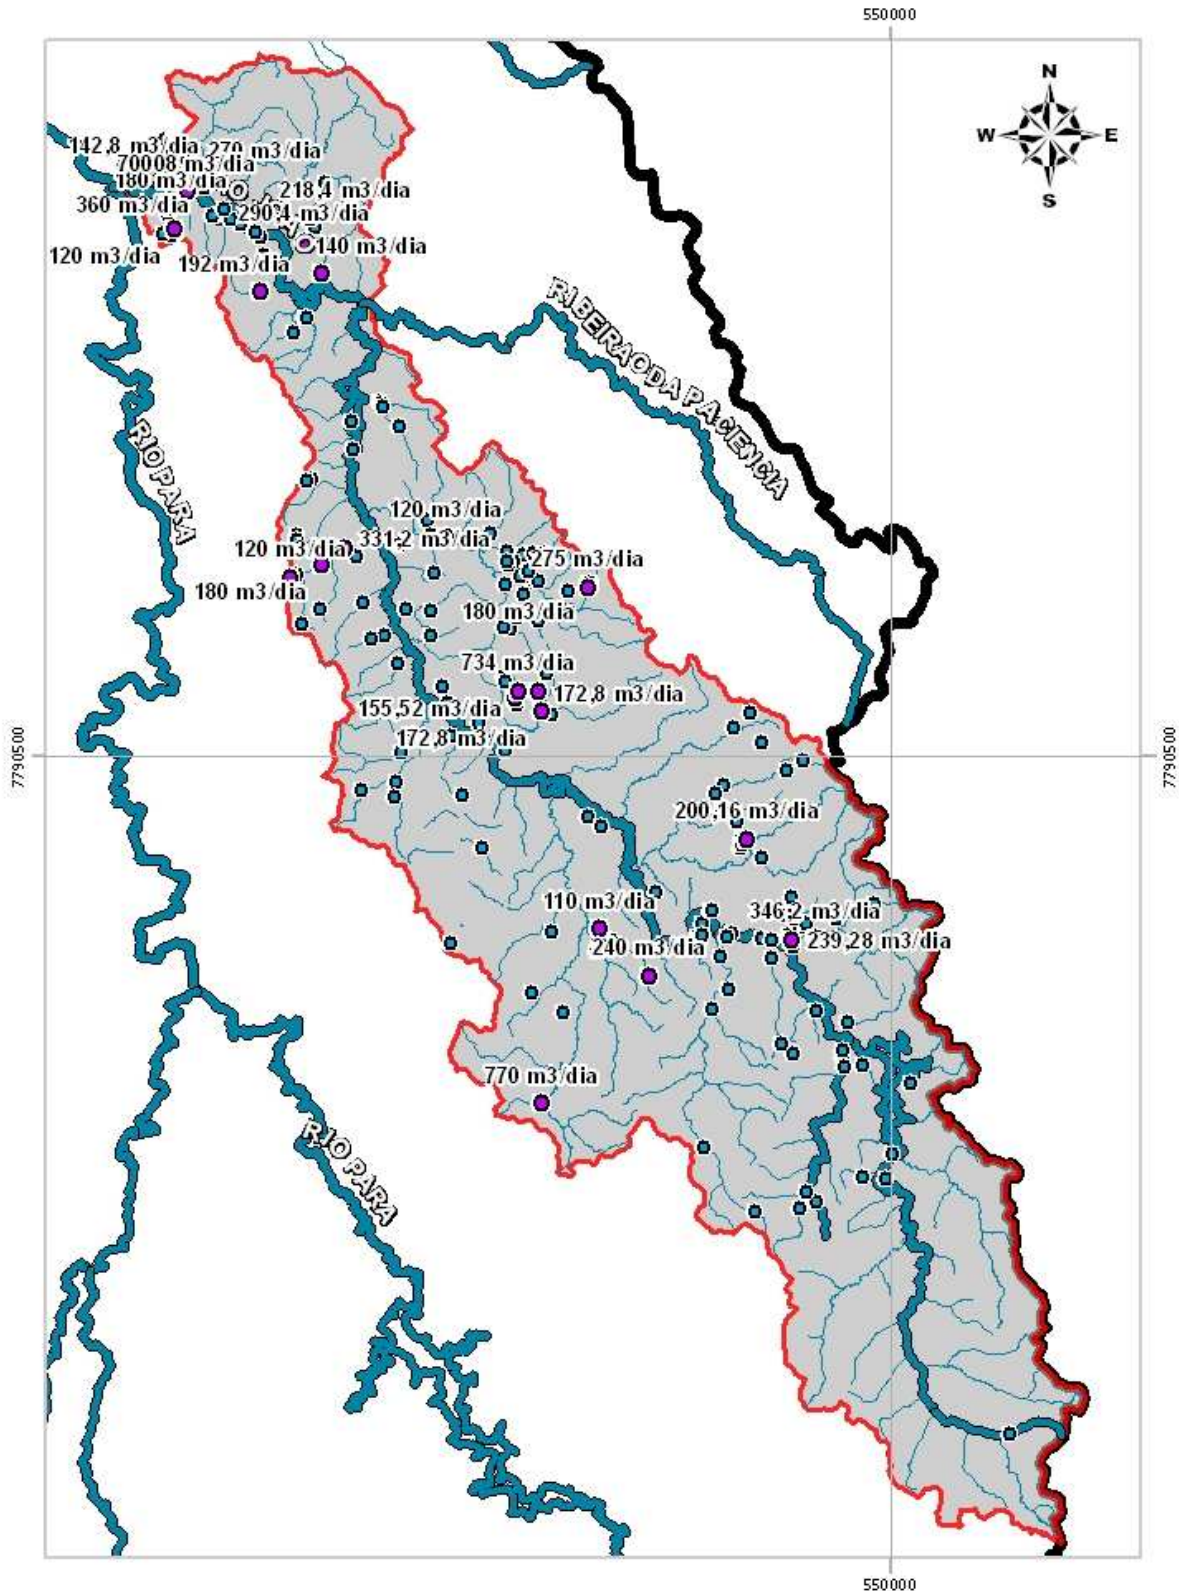 550000
N
W E
S
142,8 m3/dia
270 m3/dia
180 m3/dia
218,4 m3/dia
360 m3/dia
290,4 m3/dia
140 m3/dia
120 m3/dia
192 m3/dia
RIBEIRAO DA PACIENCIA
RIO PARA
120 m3/dia
331,2 m3/dia
120 m3/dia
275 m3/dia
180 m3/dia
180 m3/dia
734 m3/dia
172,8 m3/dia
155,52 m3/dia
172,8 m3/dia
7790500
7790500
200,16 m3/dia
110 m3/dia
346,2 m3/dia
240 m3/dia
239,28 m3/dia
770 m3/dia
RIO PARA
550000